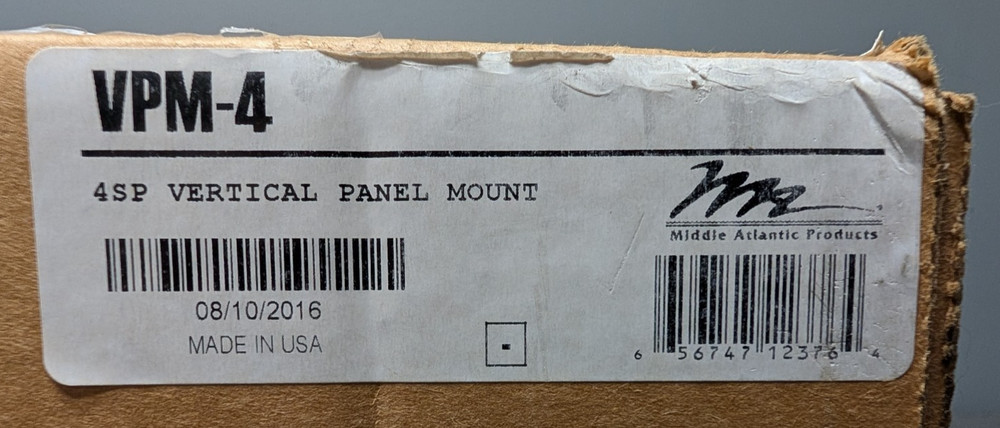 VPM-4
4SP VERTICAL PANEL MOUNT
Middle Atlantic Products
08/10/2016
MADE IN USA
6 56747 12376 4